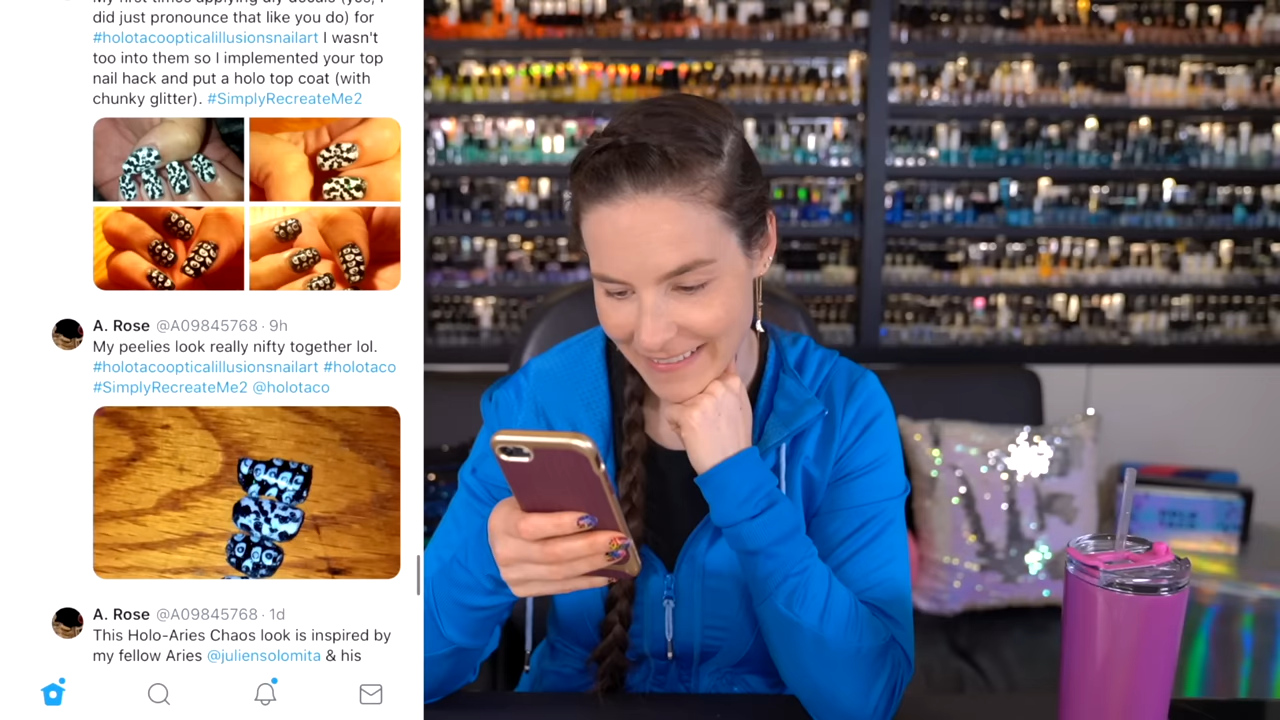 My first times applying diy decals (yes, I
did just pronounce that like you do) for
#holotacoopticalillusionsnailart I wasn't
too into them so I implemented your top
nail hack and put a holo top coat (with
chunky glitter). #SimplyRecreateMe2
A. Rose @A09845768 · 9h
My peelies look really nifty together lol.
#holotacoopticalillusionsnailart #holotaco
#SimplyRecreateMe2 @holotaco
A. Rose @A09845768 · 1d
This Holo-Aries Chaos look is inspired by
my fellow Aries @juliensolomita & his